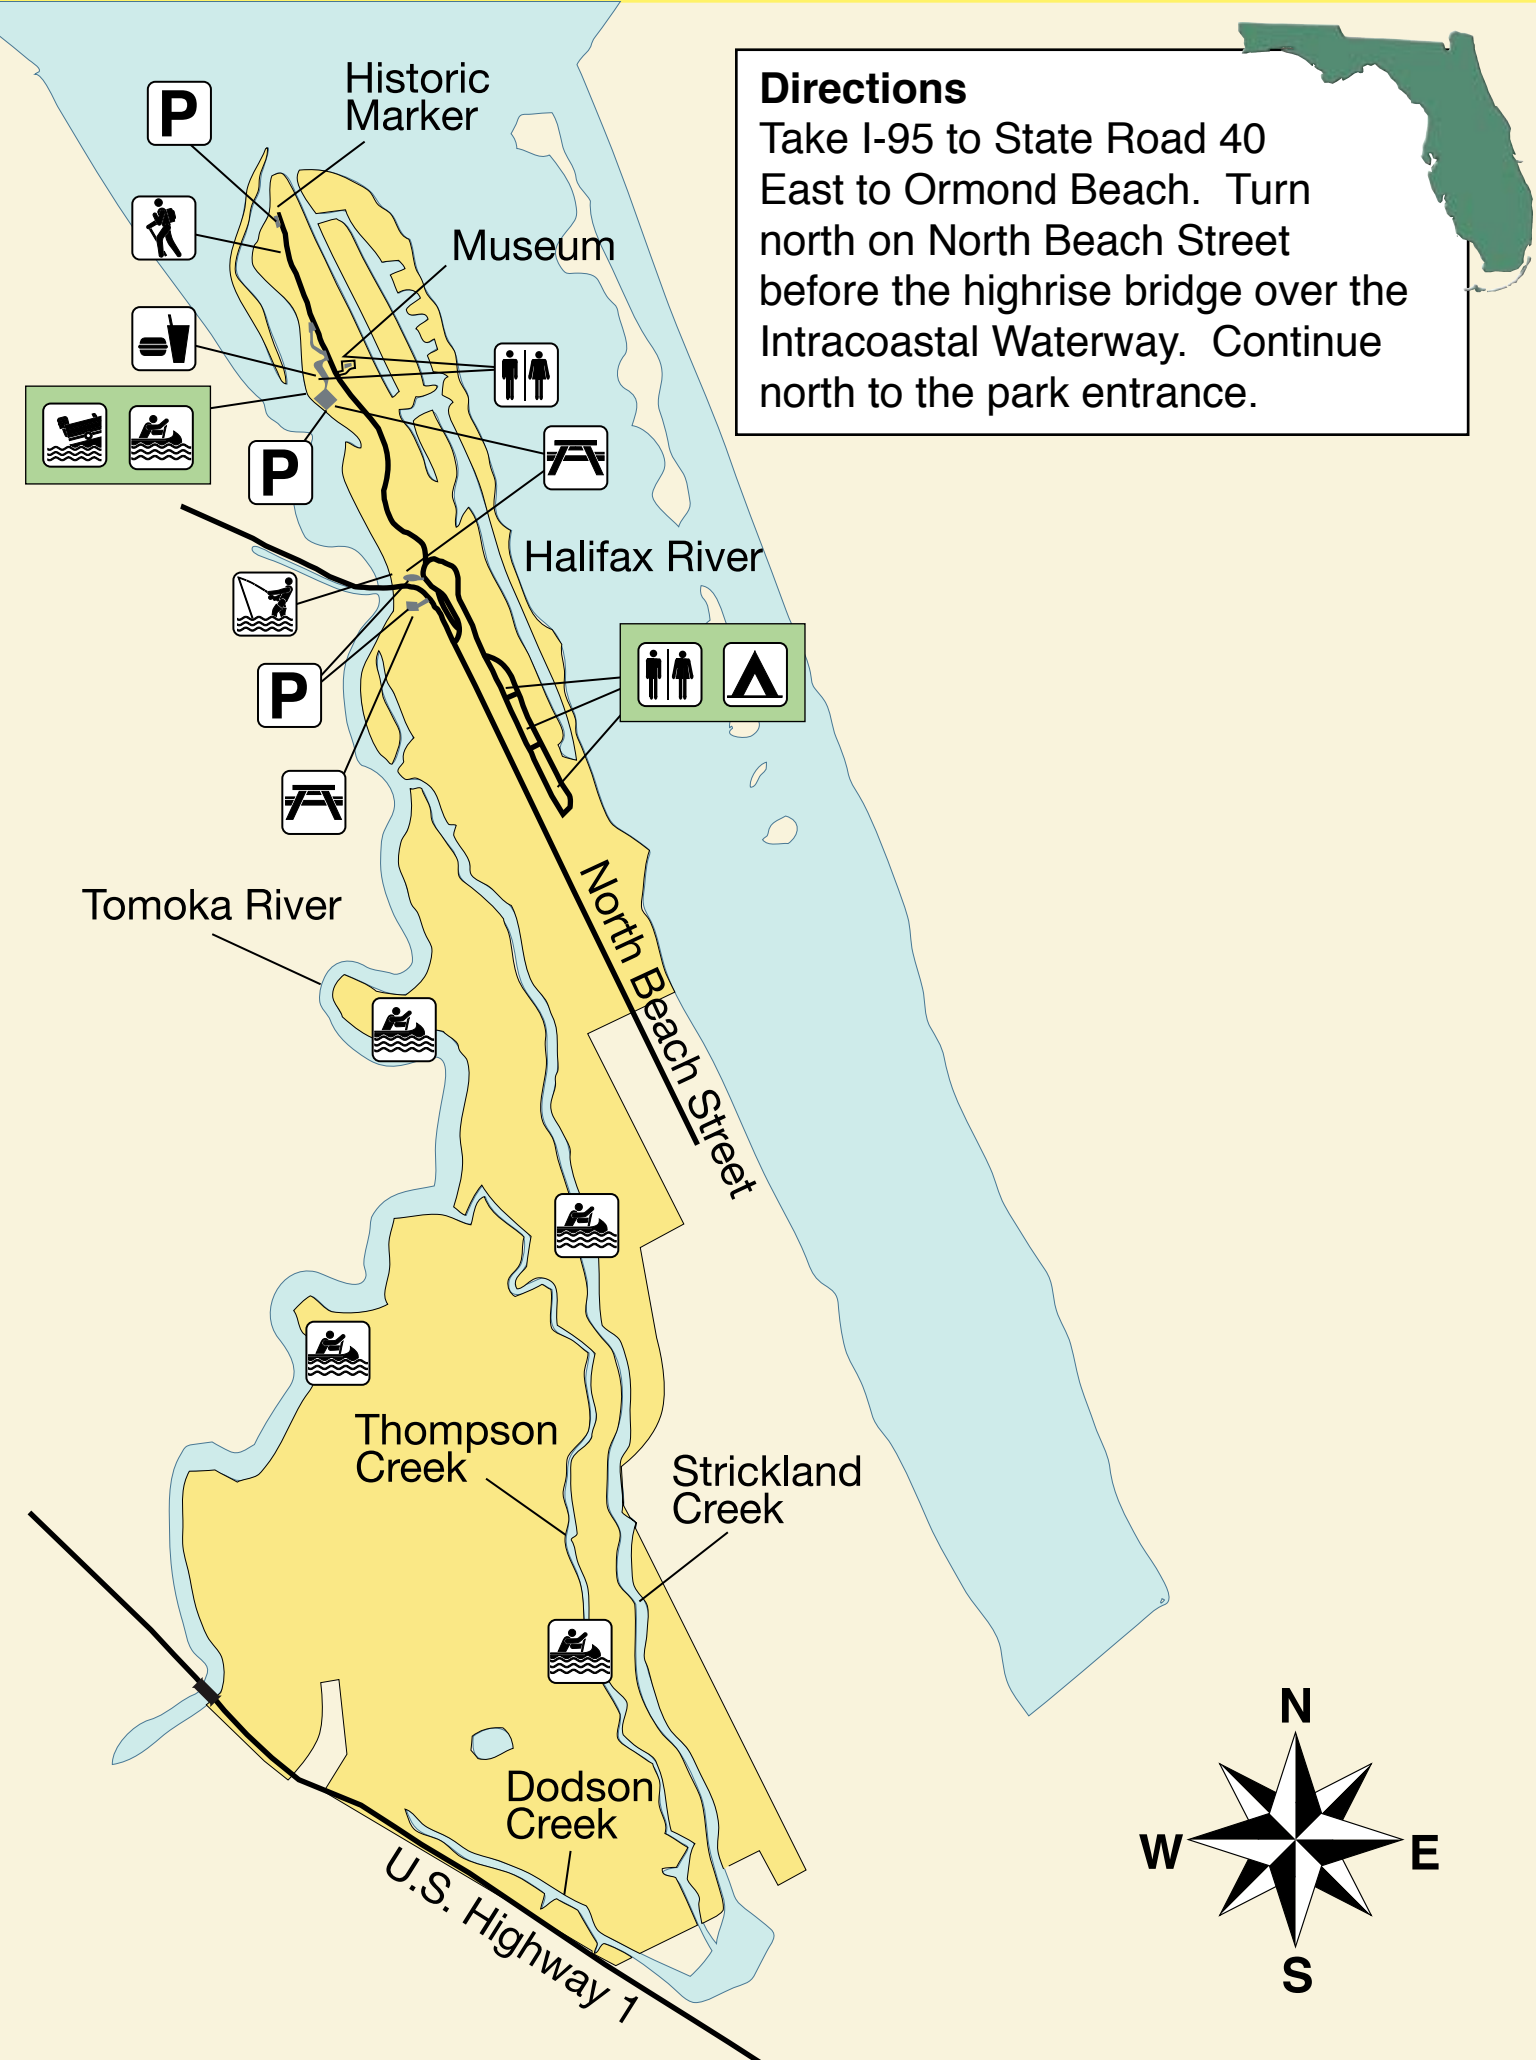 Historic
Marker
P
Directions
Take I-95 to State Road 40
East to Ormond Beach.  Turn
north on North Beach Street
before the highrise bridge over the
Intracoastal Waterway.  Continue
north to the park entrance.
Museum
P
Halifax River
P
Tomoka River
North Beach Street
Thompson
Creek
Strickland
Creek
Dodson
Creek
U.S. Highway 1
N
W
E
S